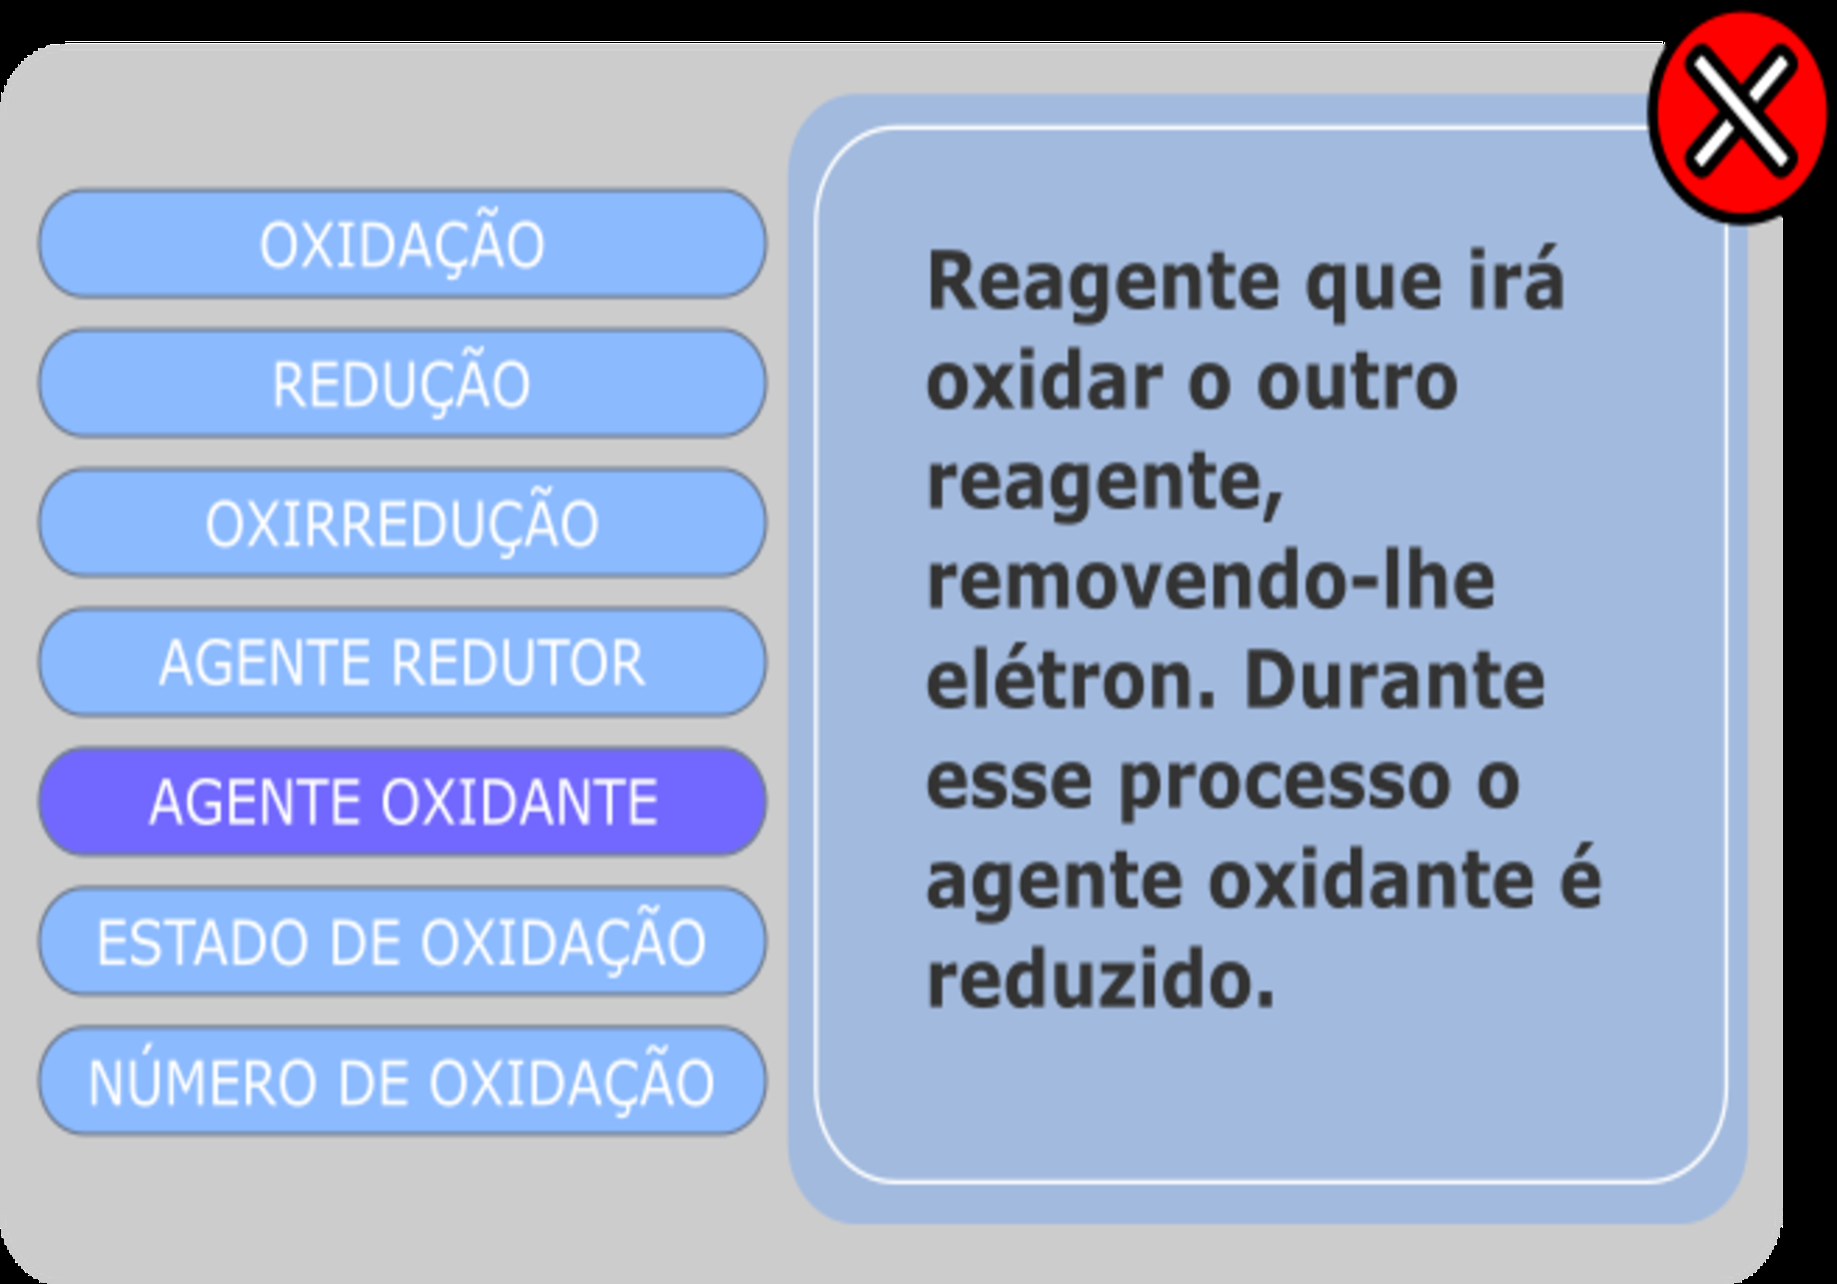 OXIDAÇÃO
REDUÇÃO
OXIRREDUÇÃO
AGENTE REDUTOR
AGENTE OXIDANTE
ESTADO DE OXIDAÇÃO
NÚMERO DE OXIDAÇÃO
Reagente que irá
oxidar o outro
reagente,
removendo-lhe
elétron. Durante
esse processo o
agente oxidante é
reduzido.